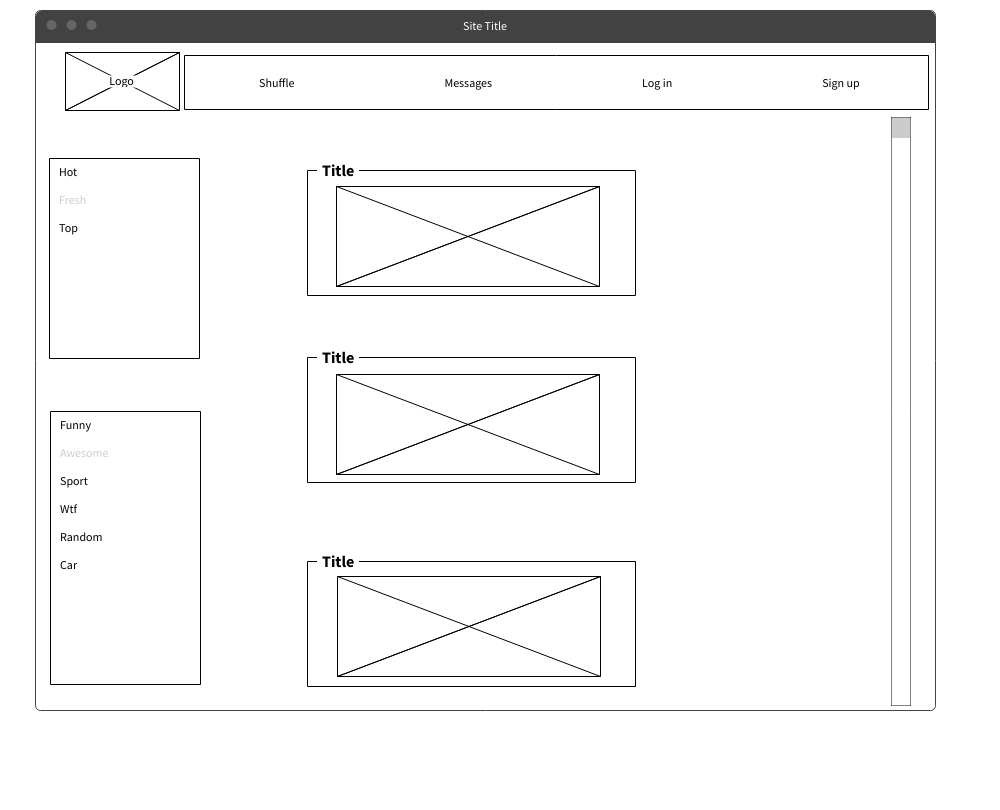 Site Title
Logo
Shuffle
Messages
Log in
Sign up
Hot
Fresh
Top
Funny
Awesome
Sport
Wtf
Random
Car
Title
Title
Title